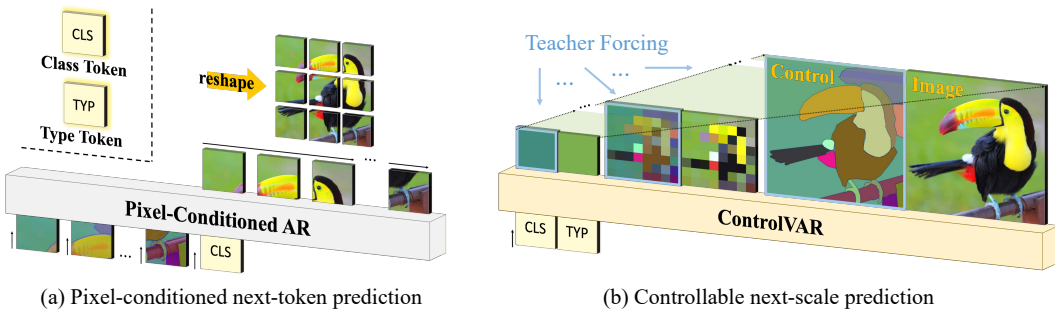 CLS
Class Token
TYP
Type Token
reshape
...
Pixel-Conditioned AR
...
CLS
(a) Pixel-conditioned next-token prediction
Teacher Forcing
...
...
...
...
Control
Image
ControlVAR
CLS
TYP
(b) Controllable next-scale prediction